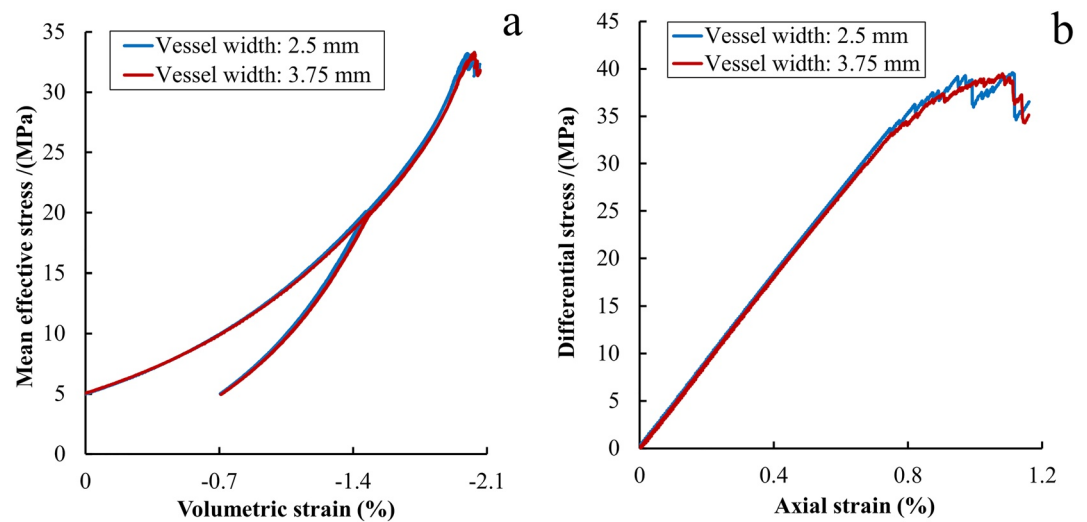 a
Vessel width: 2.5 mm
Vessel width: 3.75 mm
Mean effective stress /(MPa)
35
30
25
20
15
10
5
0
0 -0.7 -1.4 -2.1
Volumetric strain (%)
b
Vessel width: 2.5 mm
Vessel width: 3.75 mm
Differential stress /(MPa)
45
40
35
30
25
20
15
10
5
0
0 0.4 0.8 1.2
Axial strain (%)